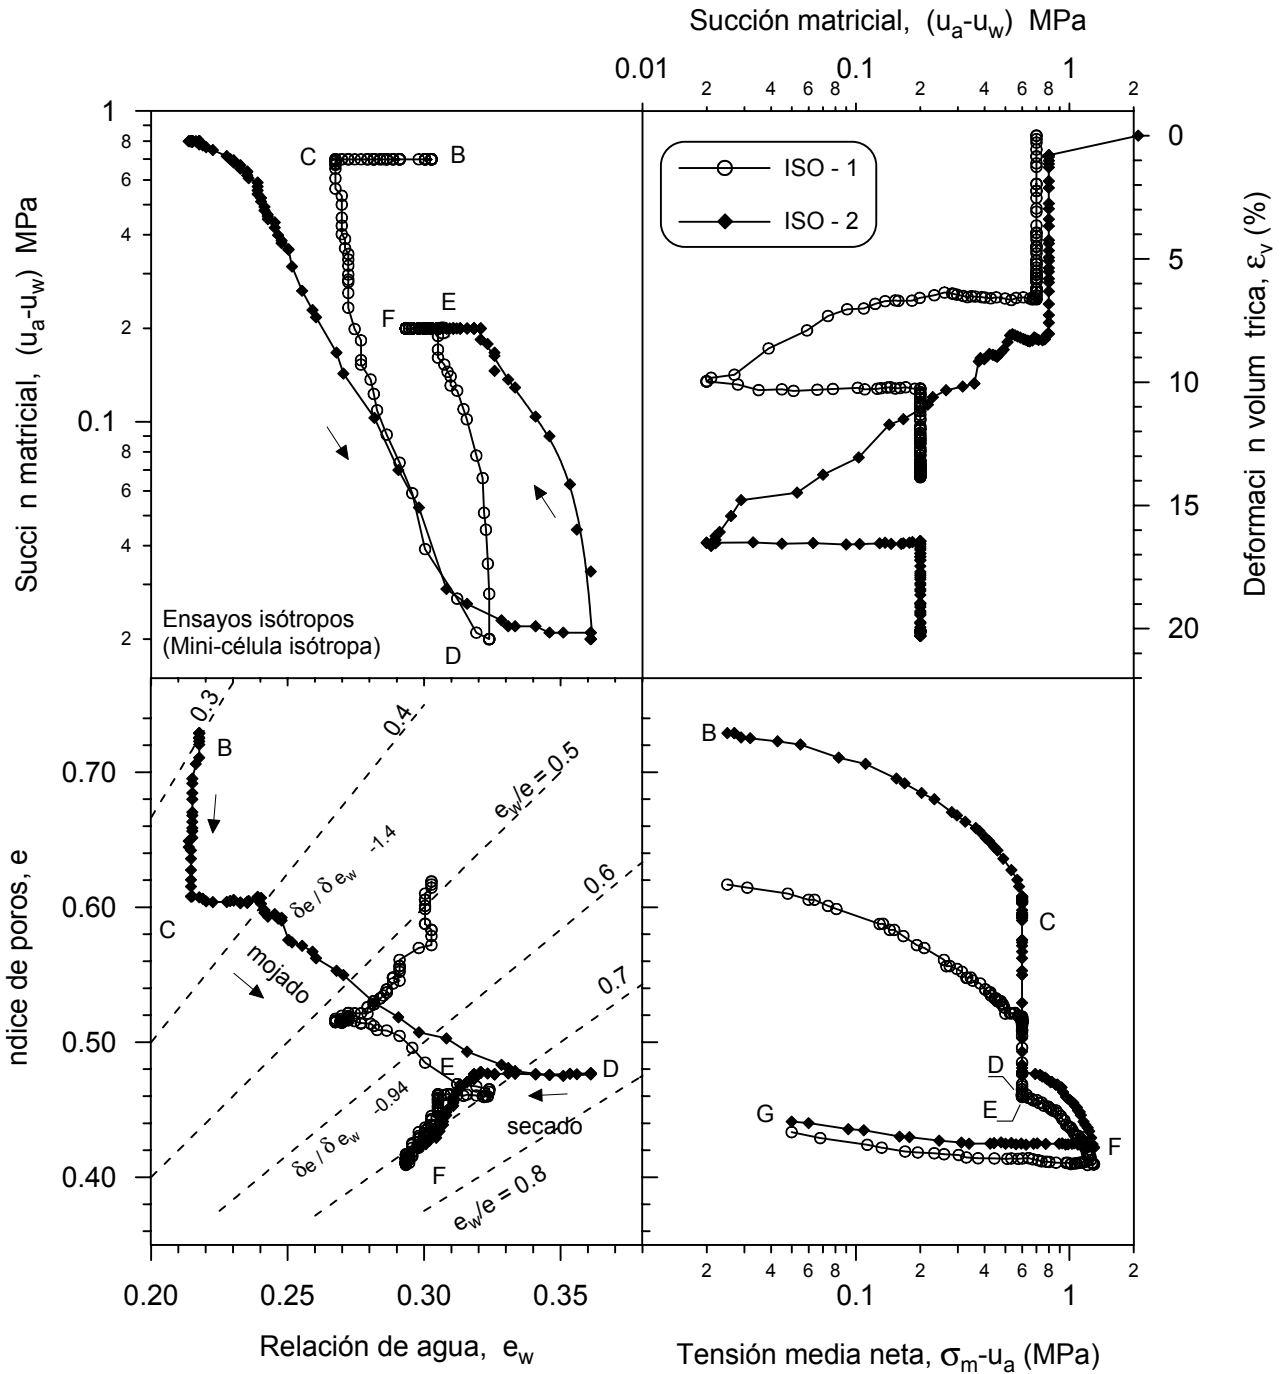 Succión matricial, (ua-uw) MPa
0.01 0.1 1
2 4 6 8 2 4 6 8 2
1
8
6
4
2
0.1
8
6
4
2
Succi n matricial, (ua-uw) MPa
C B
F E
D
Ensayos isótropos
(Mini-célula isótropa)
ISO - 1
ISO - 2
0
5
10
15
20
Deformaci n volum trica, εv (%)
0.70
0.60
0.50
0.40
ndice de poros, e
0.3
0.4
ew/e = 0.5
0.6
0.7
ew/e = 0.8
B
C
δe / δ ew -1.4
mojado
E
D
δe / δ ew -0.94
secado
F
B
C
D
E
G
F
0.20 0.25 0.30 0.35
Relación de agua, ew
2 4 6 8 2 4 6 8 2
0.1 1
Tensión media neta, σm-ua (MPa)